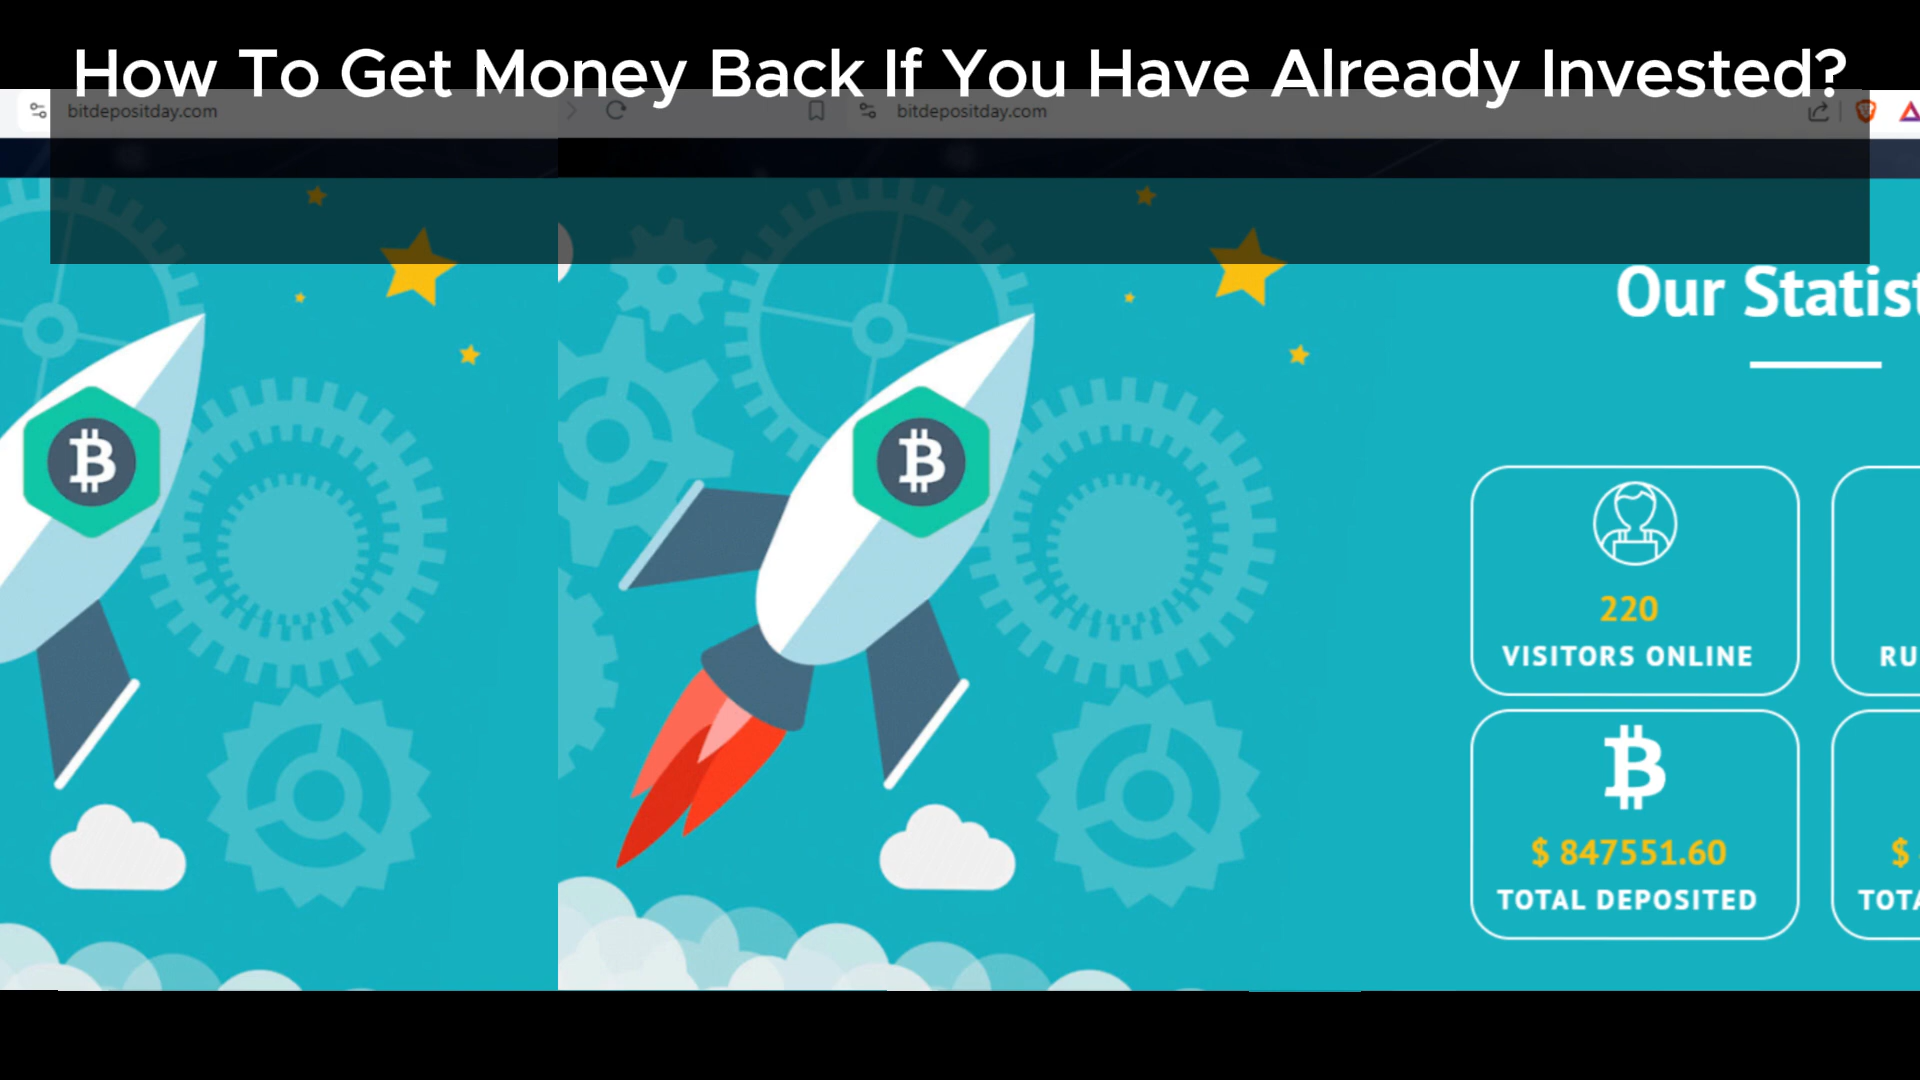 How To Get Money Back If You Have Already Invested?
bitdepositday.com
bitdepositday.com
Our Statist
220
VISITORS ONLINE
RU
$ 847551.60
TOTAL DEPOSITED
$
TOTA